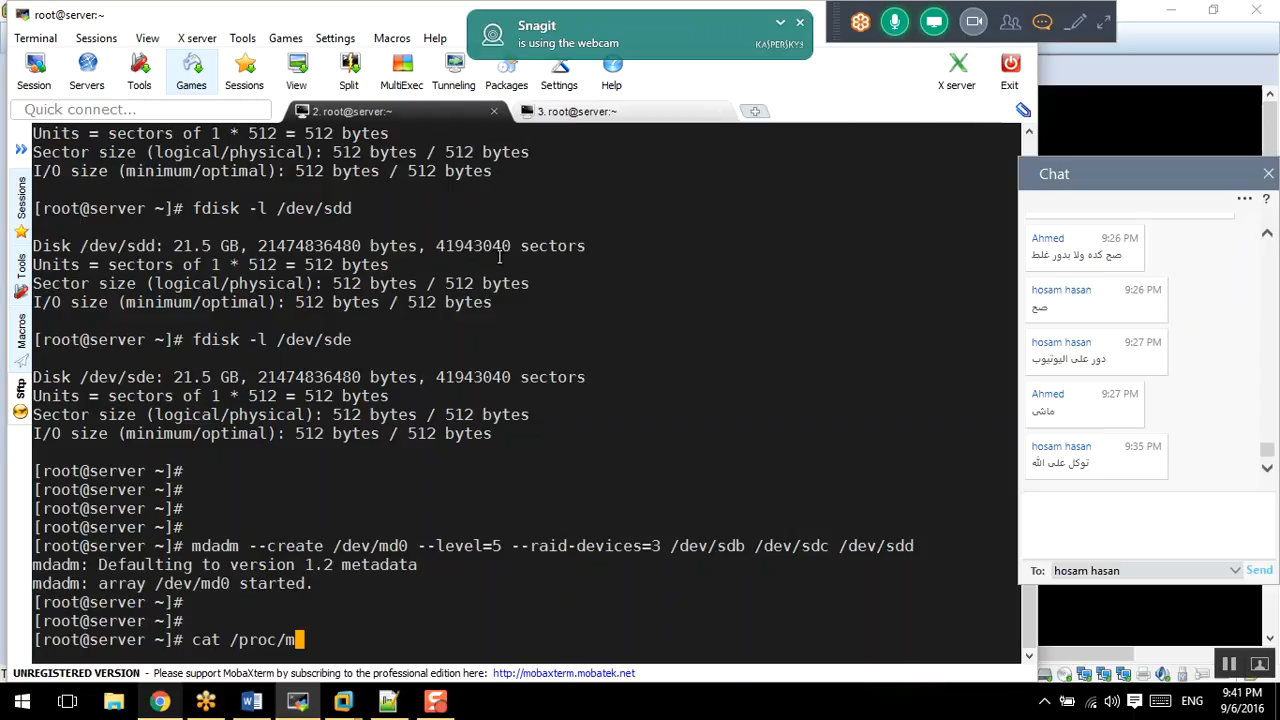 root@server:~
Snagit
is using the webcam
KASPERSKY
Terminal Sessions View X server Tools Games Settings Macros Help
Session Servers Tools Games Sessions View Split MultiExec Tunneling Packages Settings Help X server Exit
Quick connect...
2. root@server:~
3. root@server:~
Sessions
Tools
Macros
Sftp
Units = sectors of 1 * 512 = 512 bytes
Sector size (logical/physical): 512 bytes / 512 bytes
I/O size (minimum/optimal): 512 bytes / 512 bytes
[root@server ~]# fdisk -l /dev/sdd
Disk /dev/sdd: 21.5 GB, 21474836480 bytes, 41943040 sectors
Units = sectors of 1 * 512 = 512 bytes
Sector size (logical/physical): 512 bytes / 512 bytes
I/O size (minimum/optimal): 512 bytes / 512 bytes
[root@server ~]# fdisk -l /dev/sde
Disk /dev/sde: 21.5 GB, 21474836480 bytes, 41943040 sectors
Units = sectors of 1 * 512 = 512 bytes
Sector size (logical/physical): 512 bytes / 512 bytes
I/O size (minimum/optimal): 512 bytes / 512 bytes
[root@server ~]#
[root@server ~]#
[root@server ~]#
[root@server ~]#
[root@server ~]# mdadm --create /dev/md0 --level=5 --raid-devices=3 /dev/sdb /dev/sdc /dev/sdd
mdadm: Defaulting to version 1.2 metadata
mdadm: array /dev/md0 started.
[root@server ~]#
[root@server ~]#
[root@server ~]# cat /proc/m
Chat
Ahmed 9:26 PM
صح كده ولا بدور غلط
hosam hasan 9:26 PM
صح
hosam hasan 9:27 PM
دور على اليوتيوب
Ahmed 9:27 PM
ماشى
hosam hasan 9:35 PM
توكل على الله
To: hosam hasan Send
UNREGISTERED VERSION - Please support MobaXterm by subscribing to the professional edition here: http://mobaxterm.mobatek.net
ENG
9:41 PM
9/6/2016